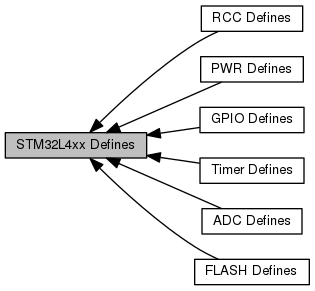 RCC Defines
PWR Defines
GPIO Defines
STM32L4xx Defines
Timer Defines
ADC Defines
FLASH Defines